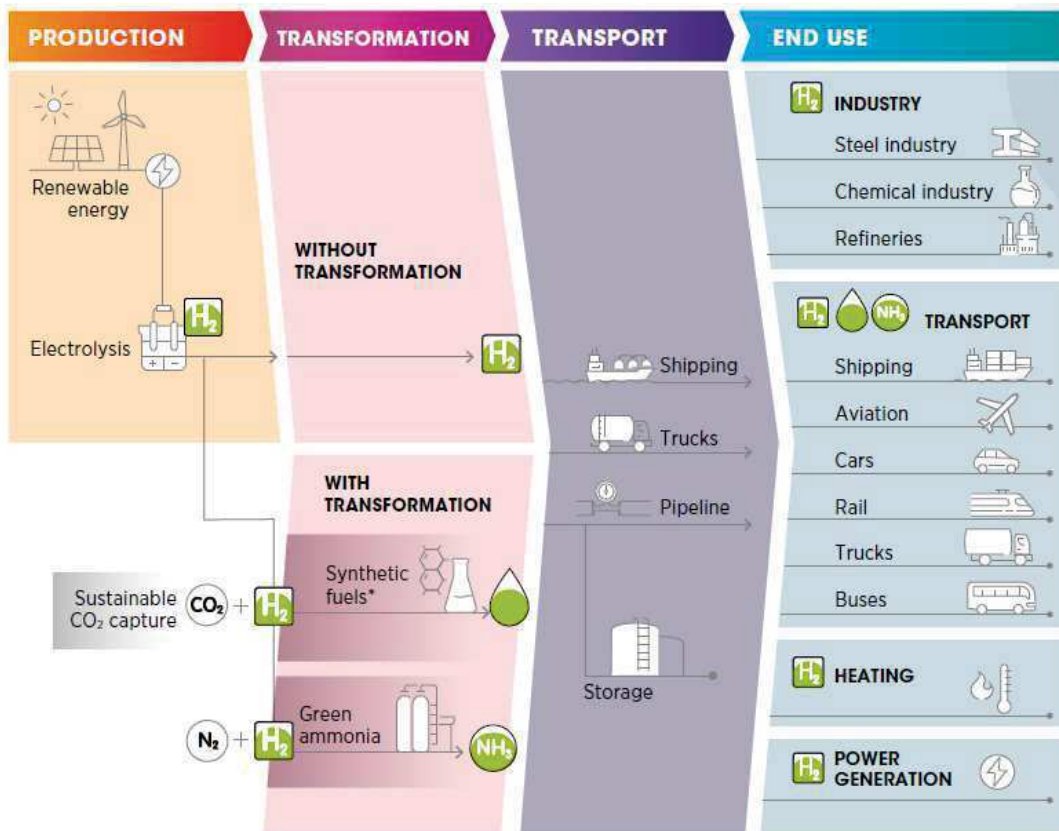 PRODUCTION
TRANSFORMATION
TRANSPORT
END USE
Renewable
energy
Electrolysis
+ −
H₂
WITHOUT
TRANSFORMATION
H₂
WITH
TRANSFORMATION
Sustainable
CO₂ capture
CO₂ + H₂
Synthetic
fuels*
N₂ + H₂
Green
ammonia
NH₃
Shipping
Trucks
Pipeline
Storage
H₂ INDUSTRY
Steel industry
Chemical industry
Refineries
H₂ NH₃ TRANSPORT
Shipping
Aviation
Cars
Rail
Trucks
Buses
H₂ HEATING
H₂ POWER
GENERATION